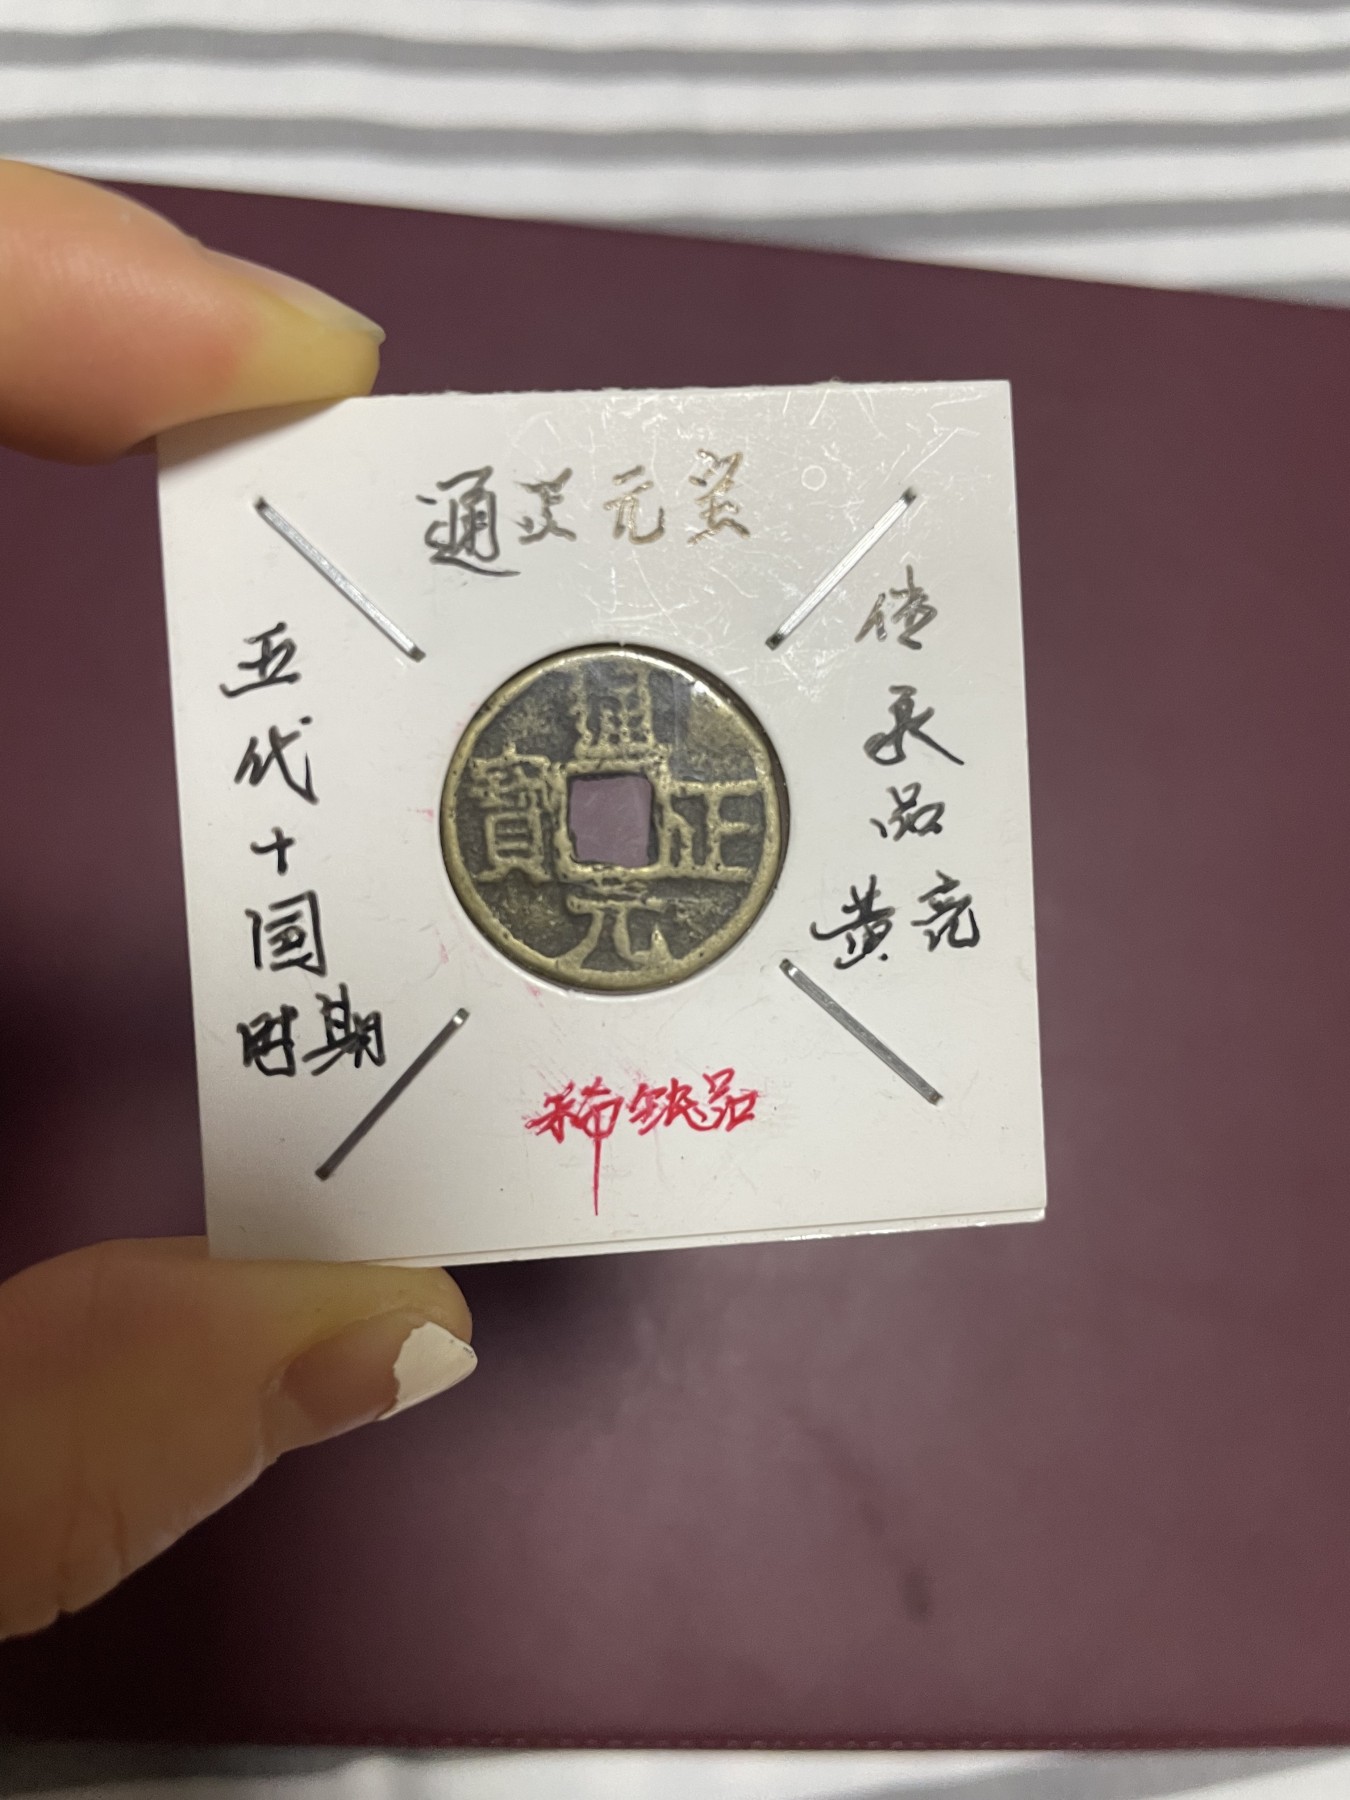 通正元宝
五代十国时期
通正元寶
传承品
黄亮
稀缺品